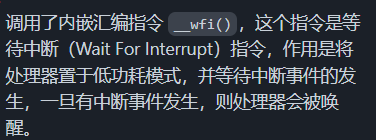 调用了内嵌汇编指令 __wfi()，这个指令是等
待中断（Wait For Interrupt）指令，作用是将
处理器置于低功耗模式，并等待中断事件的发
生，一旦有中断事件发生，则处理器会被唤
醒。